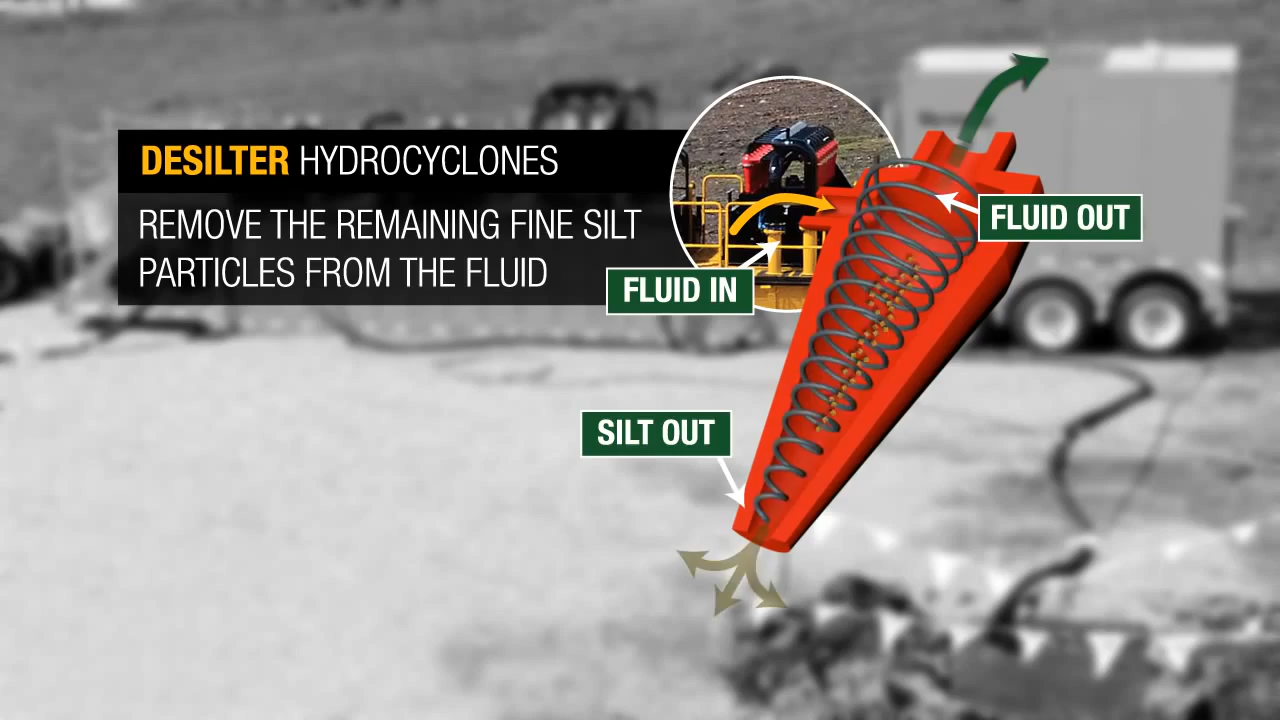 DESILTER HYDROCYCLONES
REMOVE THE REMAINING FINE SILT
PARTICLES FROM THE FLUID
FLUID IN
FLUID OUT
SILT OUT